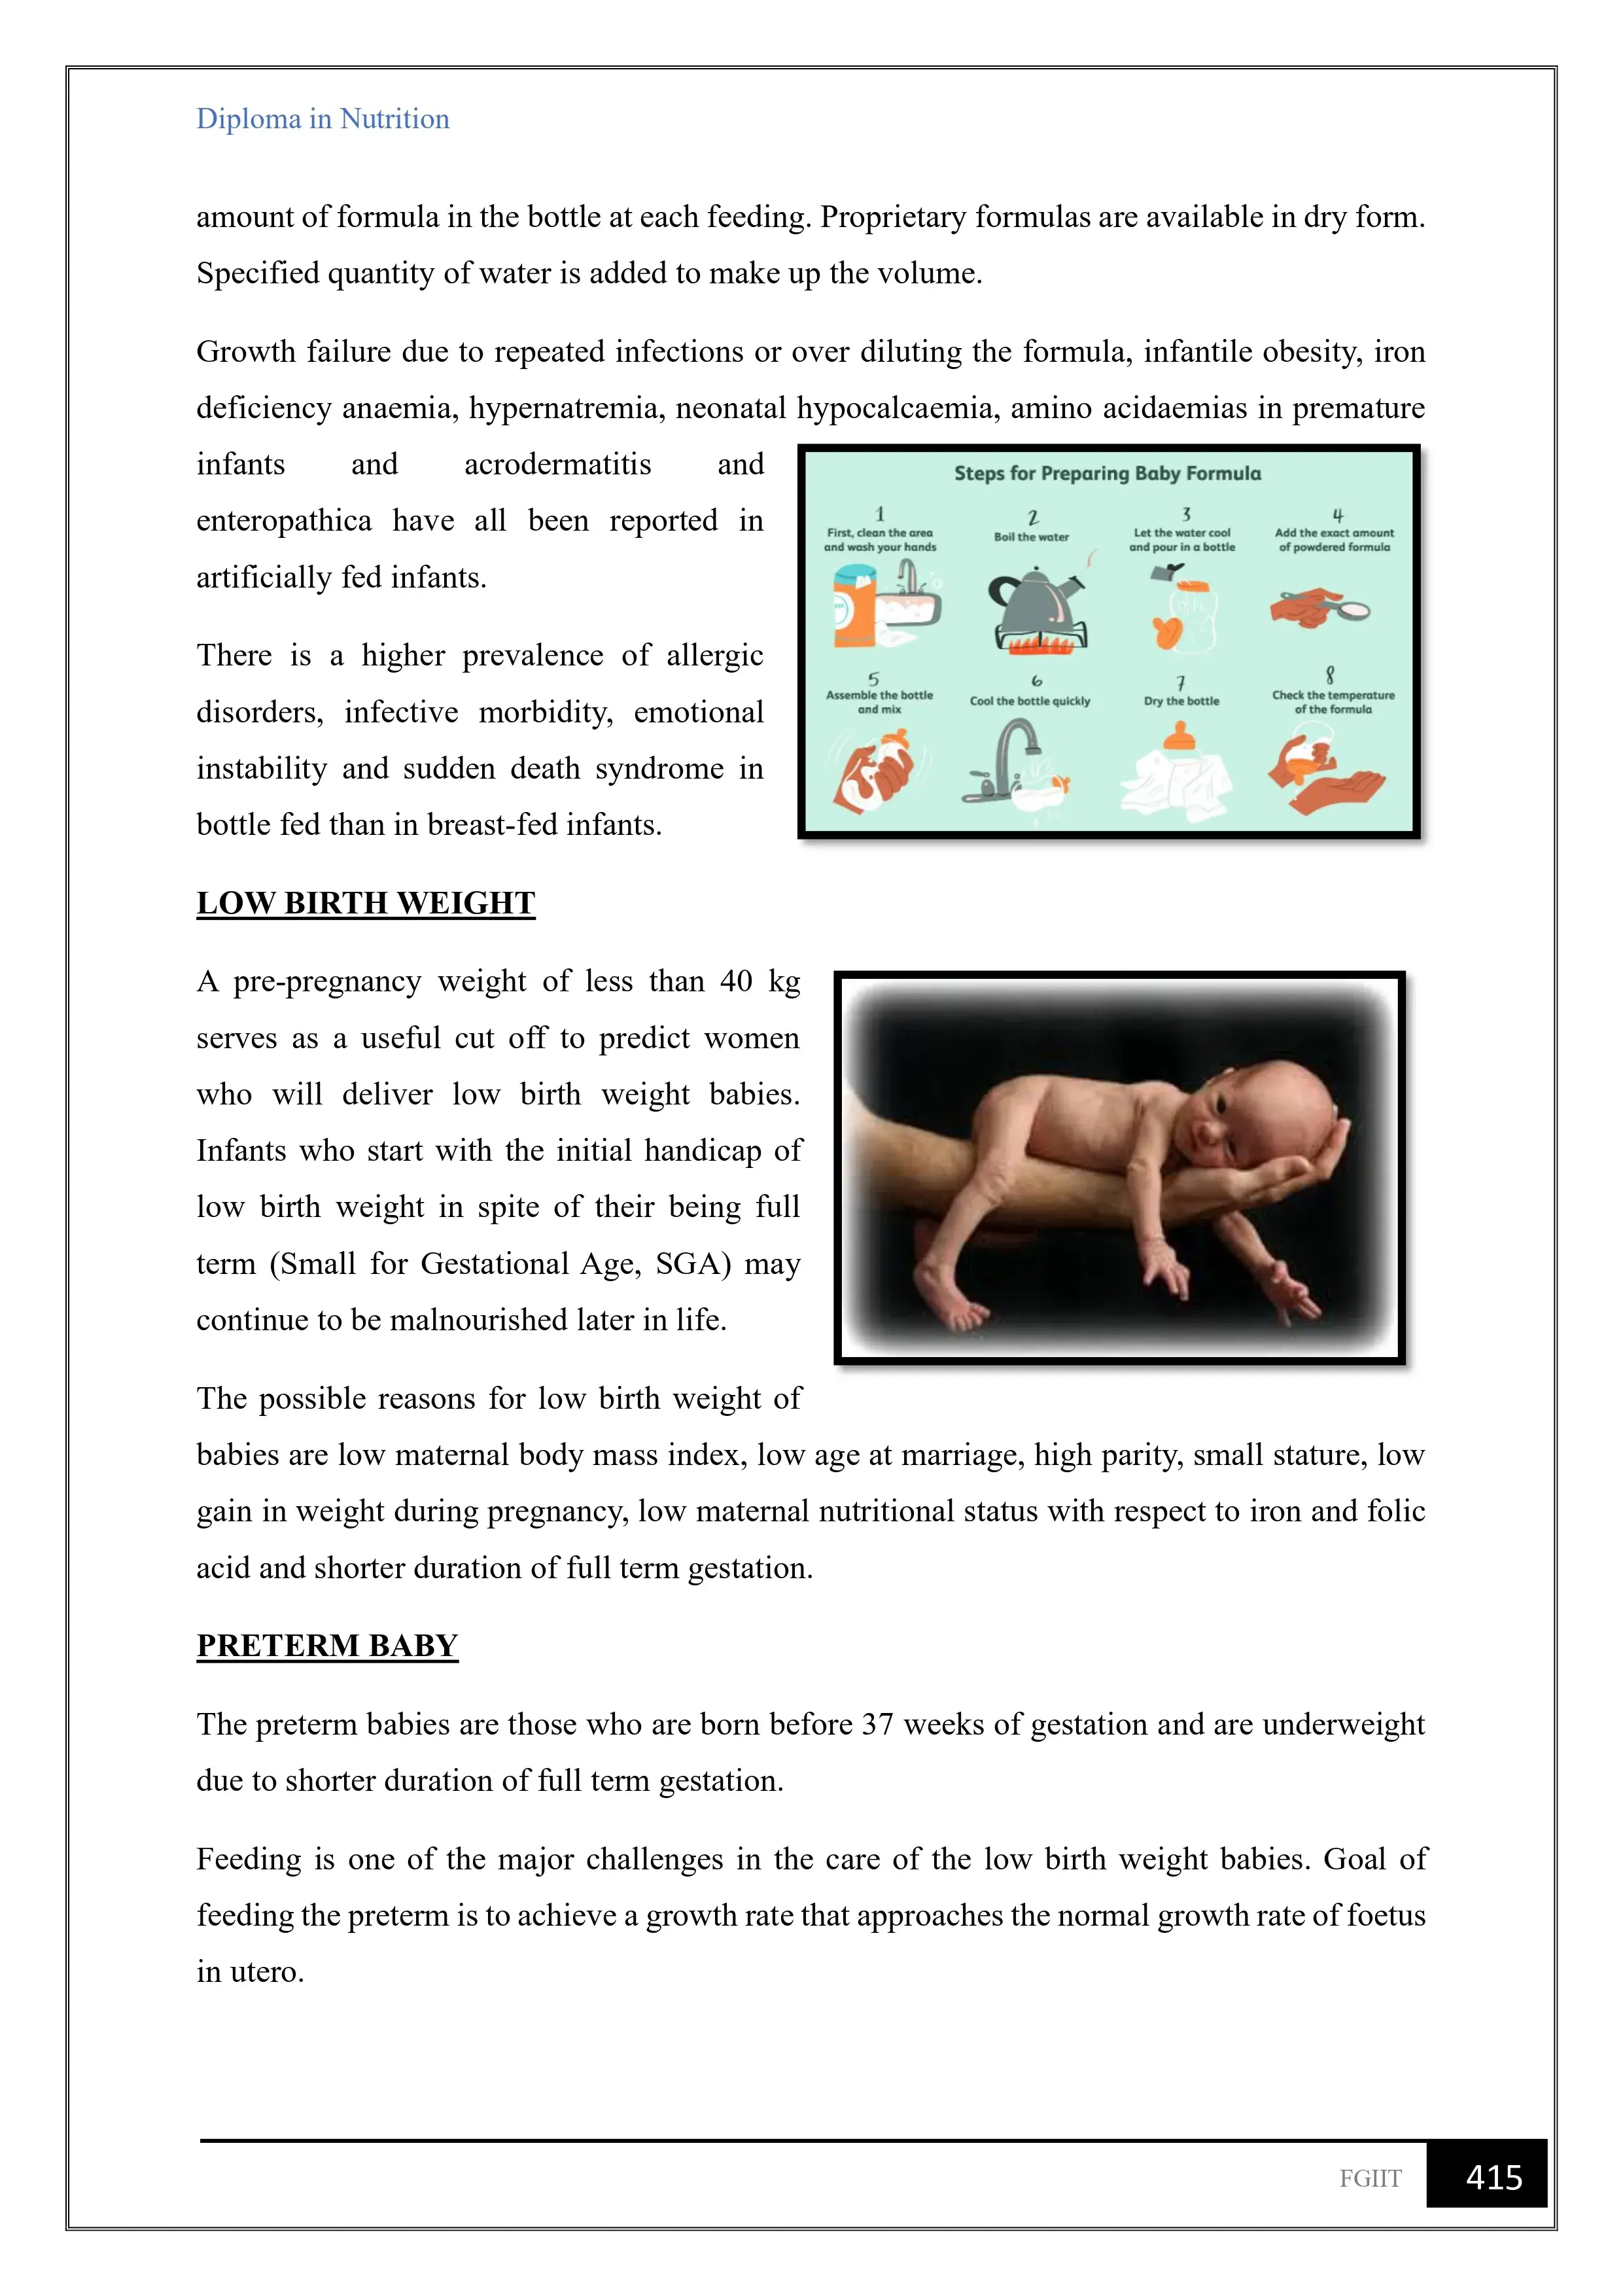 Diploma in Nutrition
amount of formula in the bottle at each feeding. Proprietary formulas are available in dry form.
Specified quantity of water is added to make up the volume.
Growth failure due to repeated infections or over diluting the formula, infantile obesity, iron
deficiency anaemia, hypernatremia, neonatal hypocalcaemia, amino acidaemias in premature
infants and acrodermatitis and
enteropathica have all been reported in
artificially fed infants.
There is a higher prevalence of allergic
disorders, infective morbidity, emotional
instability and sudden death syndrome in
bottle fed than in breast-fed infants.
Steps for Preparing Baby Formula
1
First, clean the area
and wash your hands
2
Boil the water
3
Let the water cool
and pour in a bottle
4
Add the exact amount
of powdered formula
5
Assemble the bottle
and mix
6
Cool the bottle quickly
7
Dry the bottle
8
Check the temperature
of the formula
LOW BIRTH WEIGHT
A pre-pregnancy weight of less than 40 kg
serves as a useful cut off to predict women
who will deliver low birth weight babies.
Infants who start with the initial handicap of
low birth weight in spite of their being full
term (Small for Gestational Age, SGA) may
continue to be malnourished later in life.
The possible reasons for low birth weight of
babies are low maternal body mass index, low age at marriage, high parity, small stature, low
gain in weight during pregnancy, low maternal nutritional status with respect to iron and folic
acid and shorter duration of full term gestation.
PRETERM BABY
The preterm babies are those who are born before 37 weeks of gestation and are underweight
due to shorter duration of full term gestation.
Feeding is one of the major challenges in the care of the low birth weight babies. Goal of
feeding the preterm is to achieve a growth rate that approaches the normal growth rate of foetus
in utero.
FGIIT 415